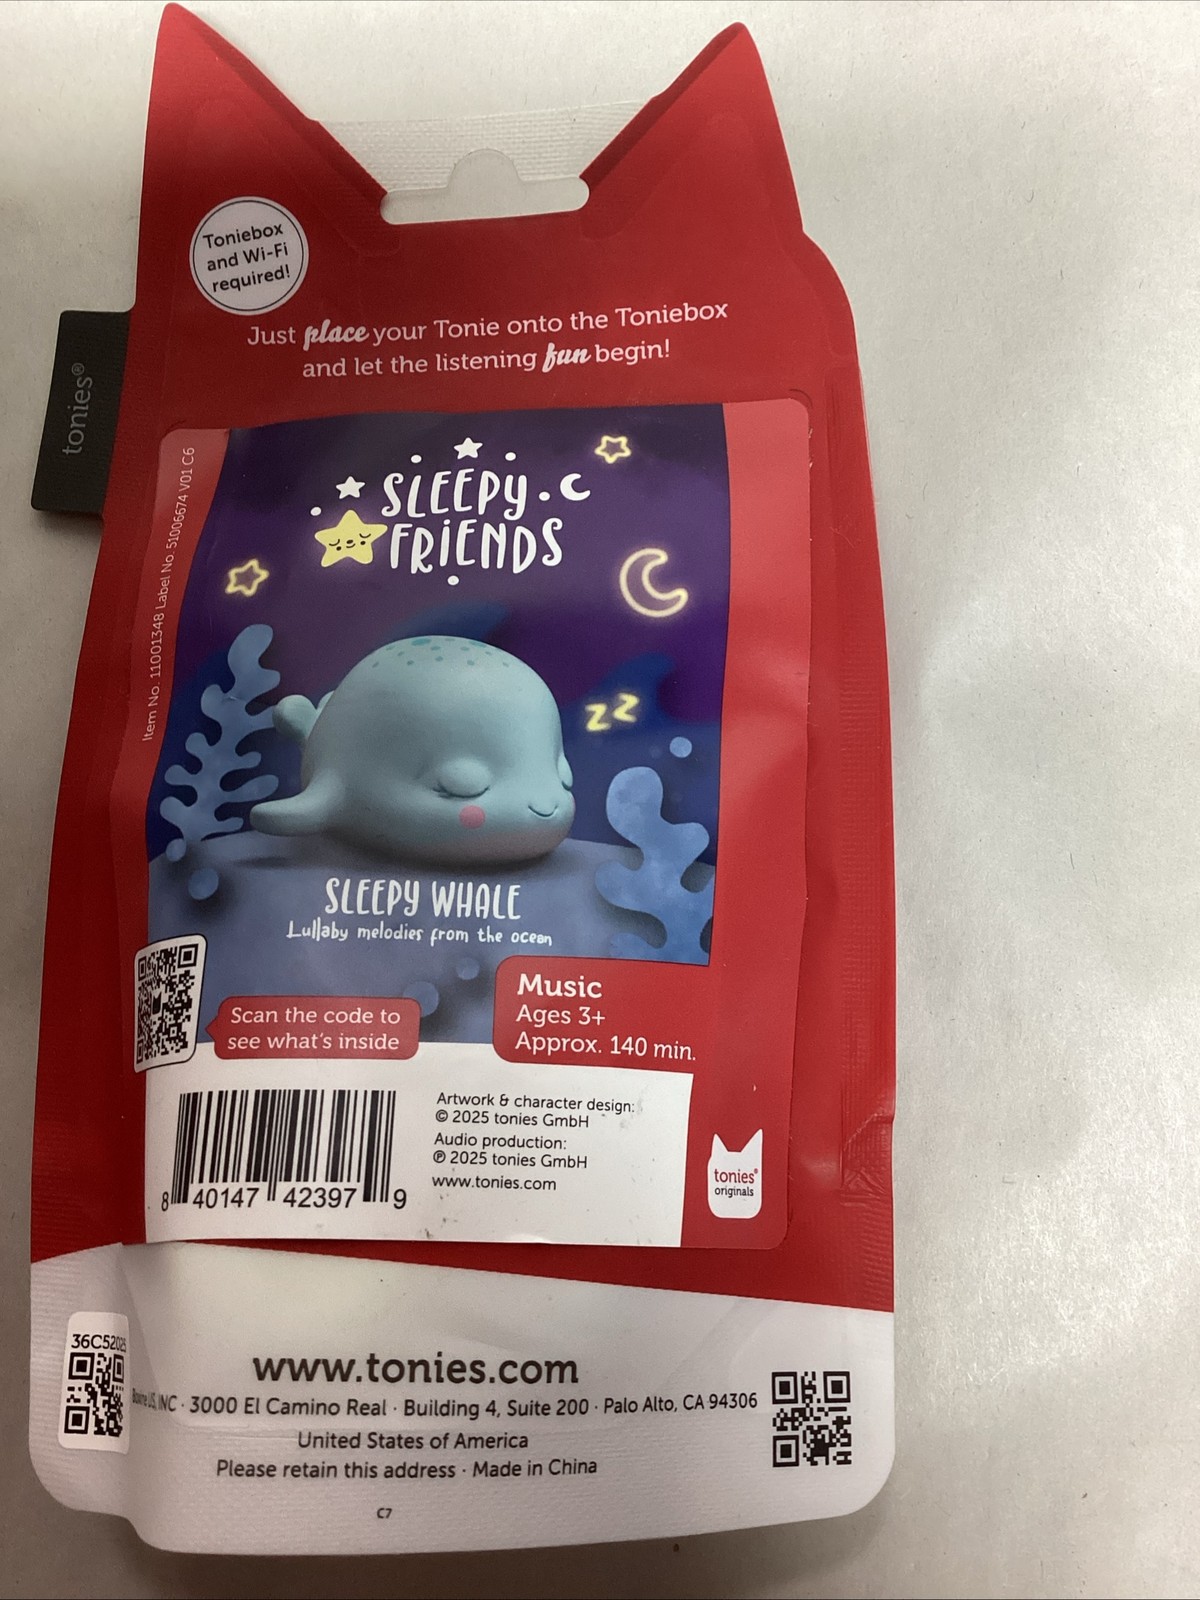 Toniebox
and Wi-Fi
required!
Just place your Tonie onto the Toniebox
and let the listening fun begin!
tonies®
Item No. 11001348 Label No. 51006674 V01 C6
SLEEPY
FRIENDS
zz
SLEEPY WHALE
Lullaby melodies from the ocean
Scan the code to
see what's inside
Music
Ages 3+
Approx. 140 min.
Artwork & character design:
© 2025 tonies GmbH
Audio production:
℗ 2025 tonies GmbH
www.tonies.com
8 40147 42397 9
tonies®
originals
36C52025
www.tonies.com
US, INC · 3000 El Camino Real · Building 4, Suite 200 · Palo Alto, CA 94306
United States of America
Please retain this address · Made in China
C7